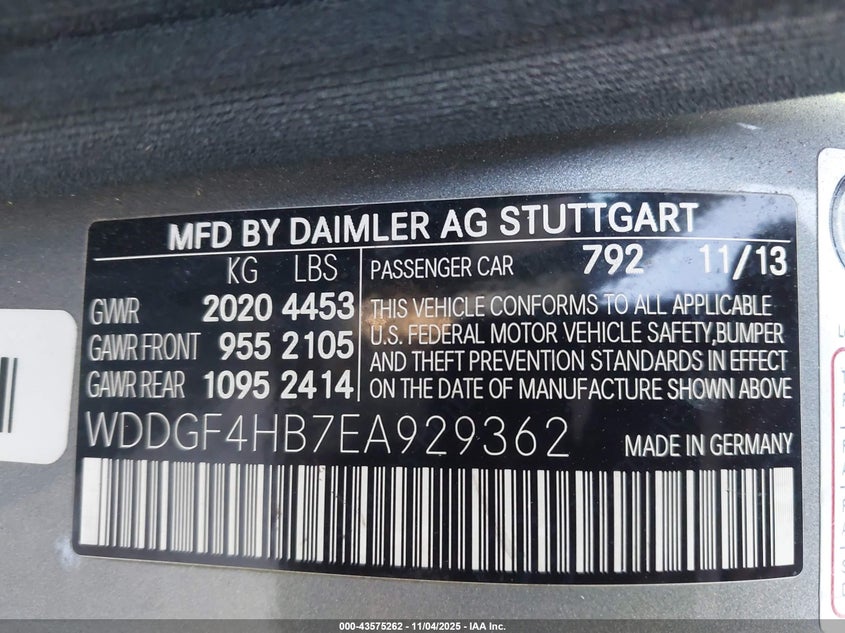 MFD BY DAIMLER AG STUTTGART
KG LBS
GVWR 2020 4453
GAWR FRONT 955 2105
GAWR REAR 1095 2414
PASSENGER CAR 792 11/13
THIS VEHICLE CONFORMS TO ALL APPLICABLE
U.S. FEDERAL MOTOR VEHICLE SAFETY,BUMPER
AND THEFT PREVENTION STANDARDS IN EFFECT
ON THE DATE OF MANUFACTURE SHOWN ABOVE
WDDGF4HB7EA929362 MADE IN GERMANY
000-43575262 - 11/04/2025 - IAA Inc.